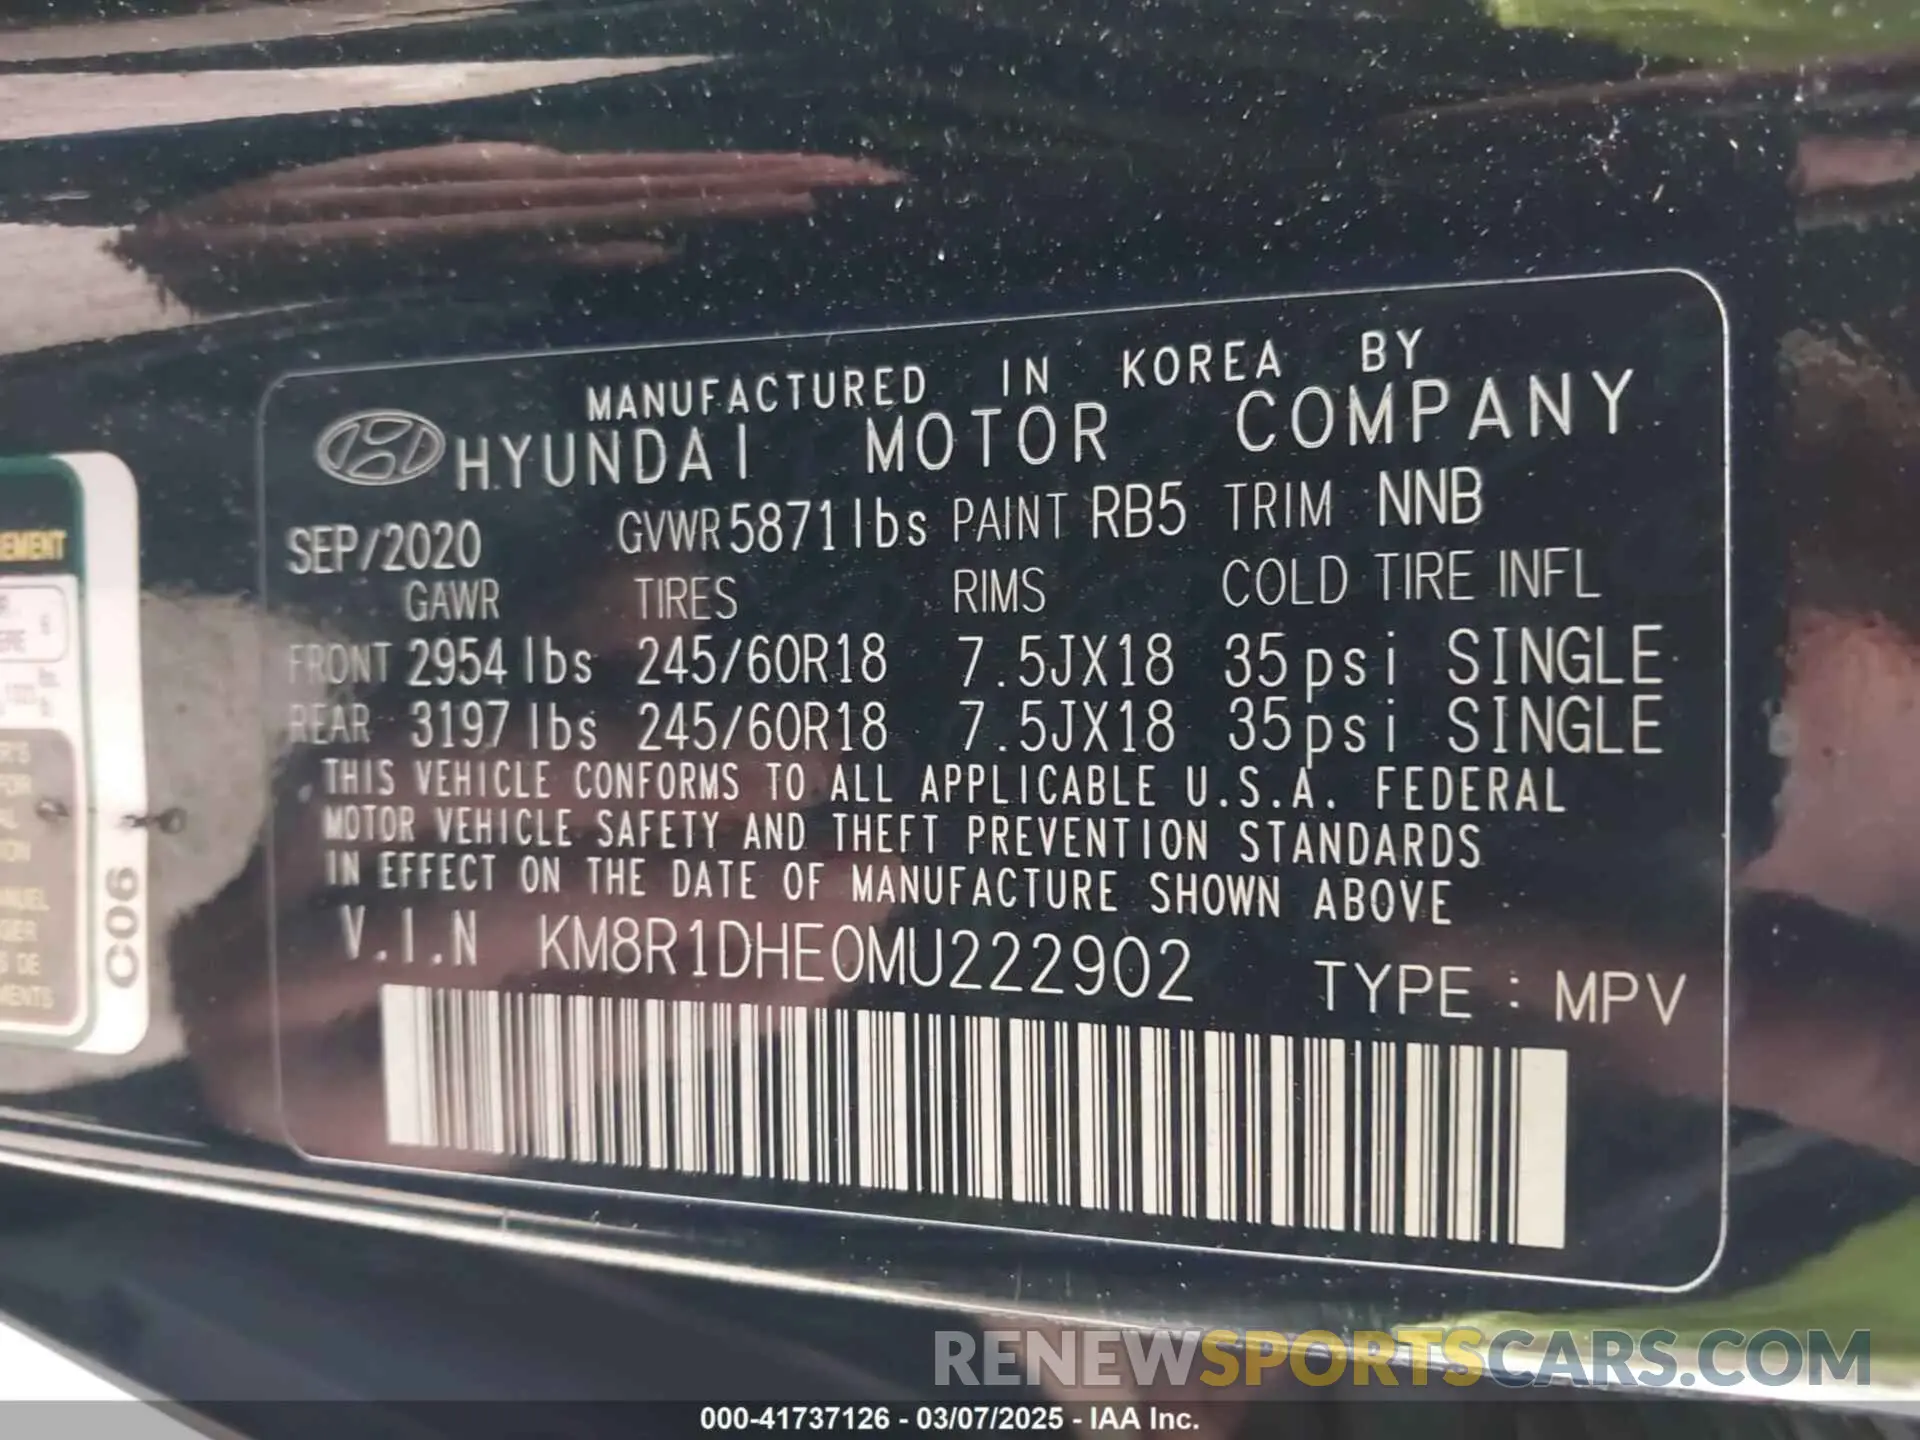 MANUFACTURED IN KOREA BY
HYUNDAI MOTOR COMPANY
SEP/2020 GVWR 5871lbs PAINT RB5 TRIM NNB
GAWR TIRES RIMS COLD TIRE INFL
FRONT 2954 lbs 245/60R18 7.5JX18 35psi SINGLE
REAR 3197 lbs 245/60R18 7.5JX18 35psi SINGLE
THIS VEHICLE CONFORMS TO ALL APPLICABLE U.S.A. FEDERAL
MOTOR VEHICLE SAFETY AND THEFT PREVENTION STANDARDS
IN EFFECT ON THE DATE OF MANUFACTURE SHOWN ABOVE
V.I.N KM8R1DHE0MU222902
TYPE : MPV
C06
RENEWSPORTSCARS.COM
000-41737126 - 03/07/2025 - IAA Inc.